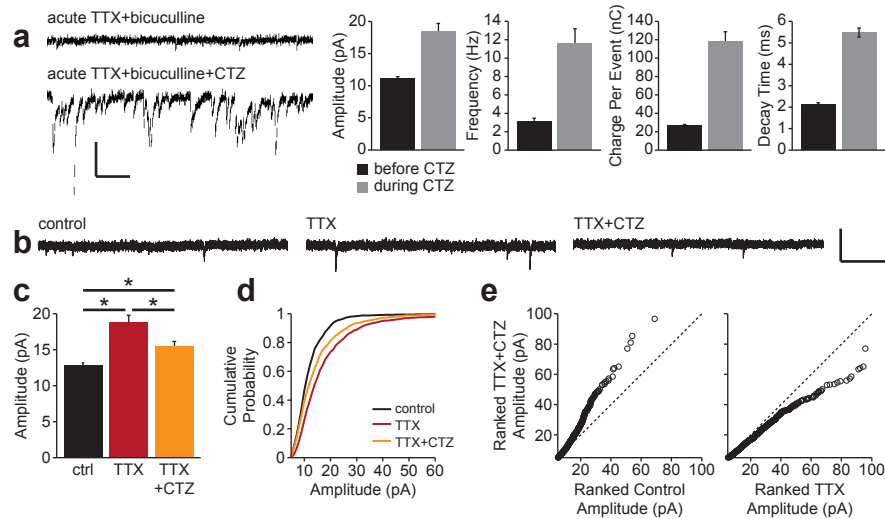 a
acute TTX+bicuculline
acute TTX+bicuculline+CTZ
Amplitude (pA)
20
15
10
5
0
Frequency (Hz)
14
12
10
8
6
4
2
0
Charge Per Event (nC)
140
120
100
80
60
40
20
0
Decay Time (ms)
6
5
4
3
2
1
0
before CTZ
during CTZ
b
control
TTX
TTX+CTZ
c
*
*
*
Amplitude (pA)
20
15
10
5
0
ctrl
TTX
TTX
+CTZ
d
Cumulative
Probability
1
0.8
0.6
0.4
0.2
0
control
TTX
TTX+CTZ
10 20 30 40 50 60
Amplitude (pA)
e
Ranked TTX+CTZ
Amplitude (pA)
100
80
60
40
20
20 40 60 80 100
Ranked Control
Amplitude (pA)
20 40 60 80 100
Ranked TTX
Amplitude (pA)